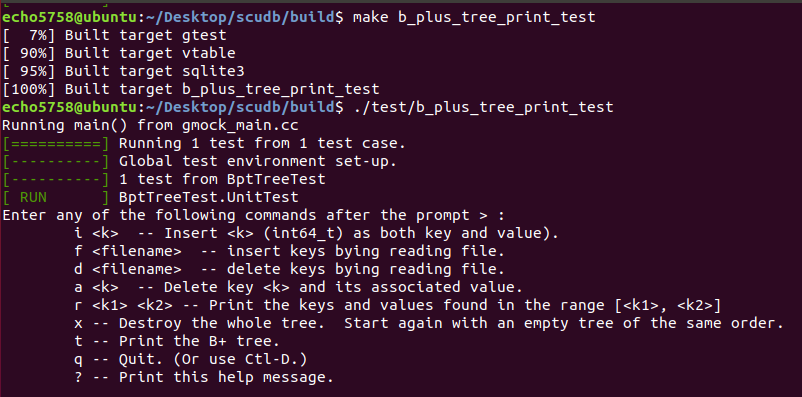 echo5758@ubuntu:~/Desktop/scudb/build$ make b_plus_tree_print_test
[  7%] Built target gtest
[ 90%] Built target vtable
[ 95%] Built target sqlite3
[100%] Built target b_plus_tree_print_test
echo5758@ubuntu:~/Desktop/scudb/build$ ./test/b_plus_tree_print_test
Running main() from gmock_main.cc
[==========] Running 1 test from 1 test case.
[----------] Global test environment set-up.
[----------] 1 test from BptTreeTest
[ RUN      ] BptTreeTest.UnitTest
Enter any of the following commands after the prompt > :
        i <k>  -- Insert <k> (int64_t) as both key and value).
        f <filename>  -- insert keys bying reading file.
        d <filename>  -- delete keys bying reading file.
        a <k>  -- Delete key <k> and its associated value.
        r <k1> <k2> -- Print the keys and values found in the range [<k1>, <k2>]
        x -- Destroy the whole tree.  Start again with an empty tree of the same order.
        t -- Print the B+ tree.
        q -- Quit. (Or use Ctl-D.)
        ? -- Print this help message.